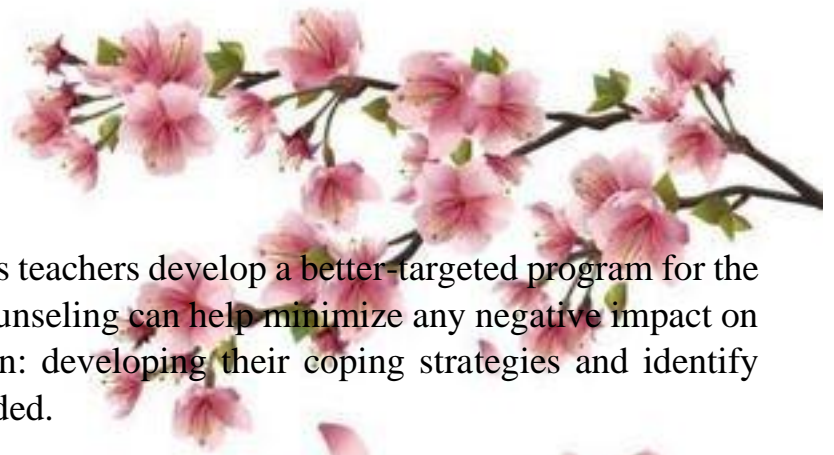 s teachers develop a better-targeted program for the
unseling can help minimize any negative impact on
n: developing their coping strategies and identify
ded.